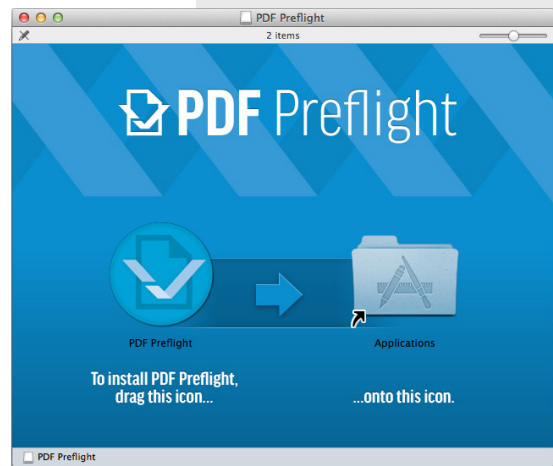 PDF Preflight
2 items
PDF Preflight
PDF Preflight
Applications
To install PDF Preflight,
drag this icon...
...onto this icon.
PDF Preflight